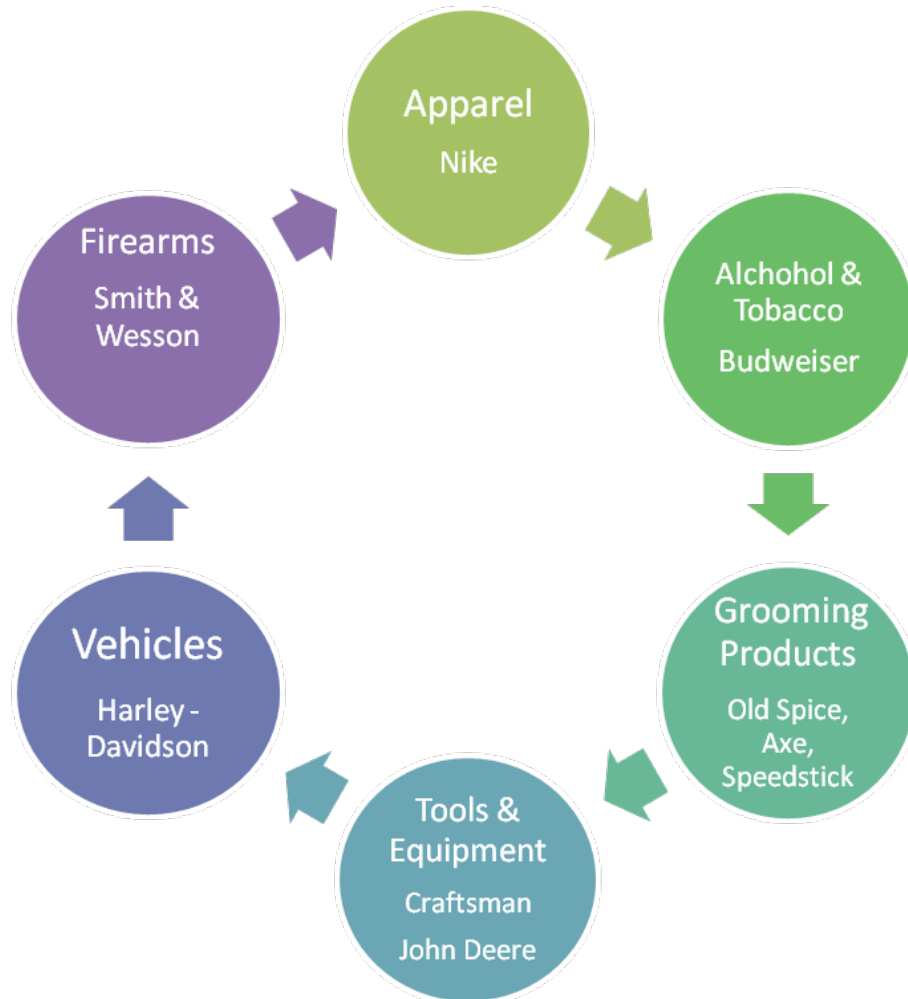 Apparel
Nike
Alchohol &
Tobacco
Budweiser
Grooming
Products
Old Spice,
Axe,
Speedstick
Tools &
Equipment
Craftsman
John Deere
Vehicles
Harley -
Davidson
Firearms
Smith &
Wesson